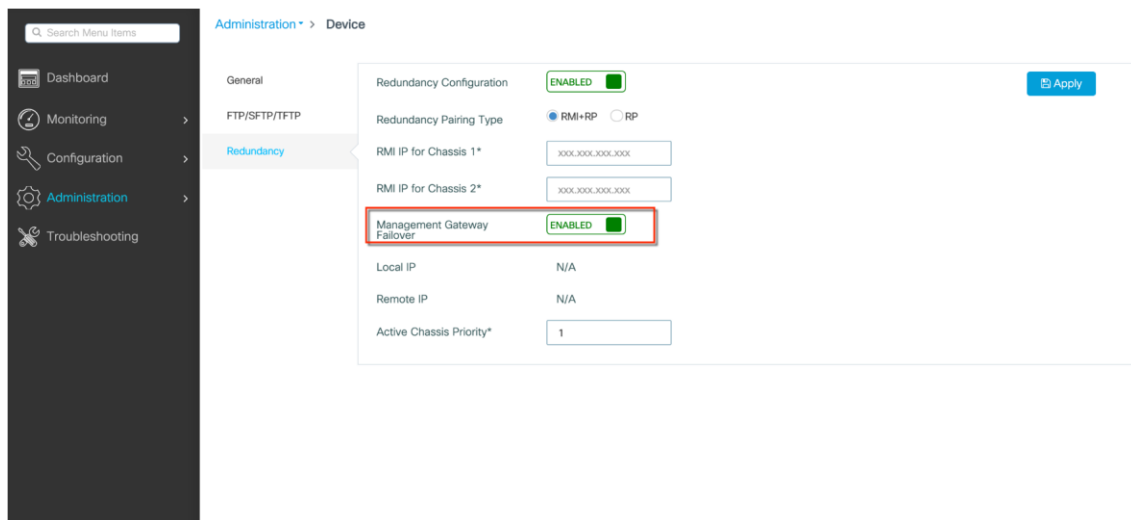 Search Menu Items
Administration > Device
Dashboard
Monitoring
Configuration
Administration
Troubleshooting
General
FTP/SFTP/TFTP
Redundancy
Redundancy Configuration ENABLED
Apply
Redundancy Pairing Type RMI+RP RP
RMI IP for Chassis 1* xxx.xxx.xxx.xxx
RMI IP for Chassis 2* xxx.xxx.xxx.xxx
Management Gateway
Failover
ENABLED
Local IP N/A
Remote IP N/A
Active Chassis Priority* 1